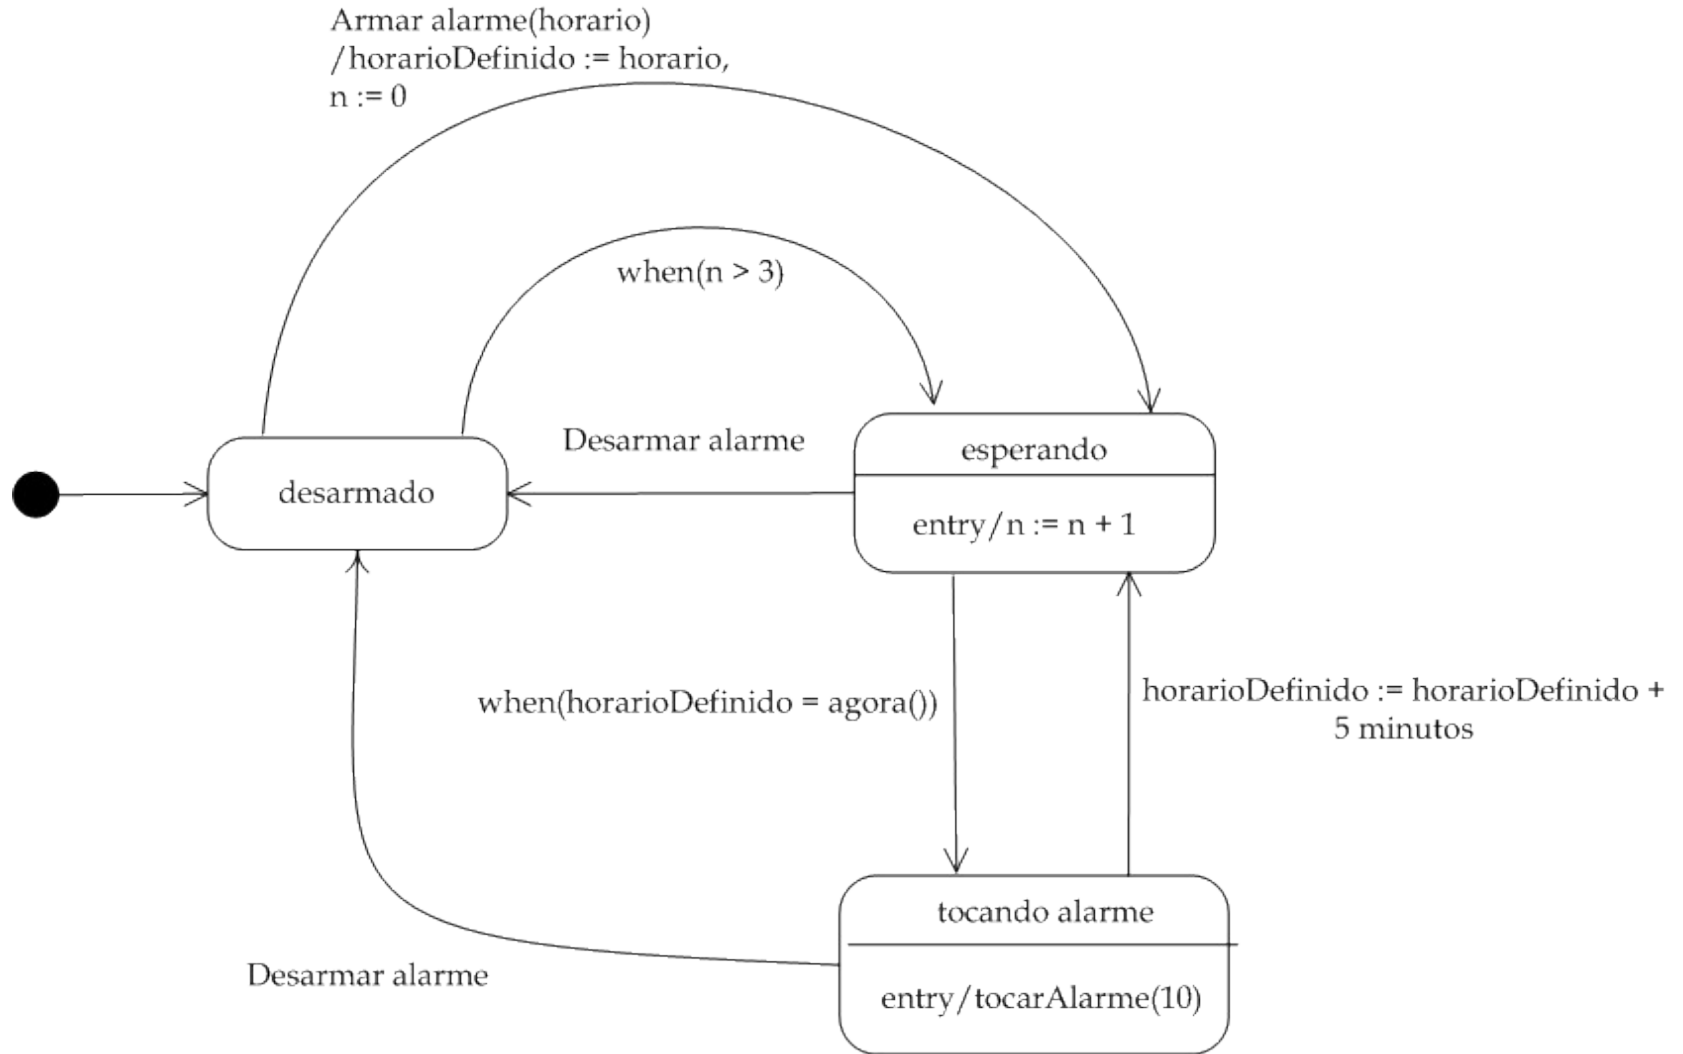 Armar alarme(horario)
/horarioDefinido := horario,
n := 0
when(n > 3)
Desarmar alarme
esperando
desarmado
entry/n := n + 1
when(horarioDefinido = agora())
horarioDefinido := horarioDefinido +
5 minutos
tocando alarme
Desarmar alarme
entry/tocarAlarme(10)